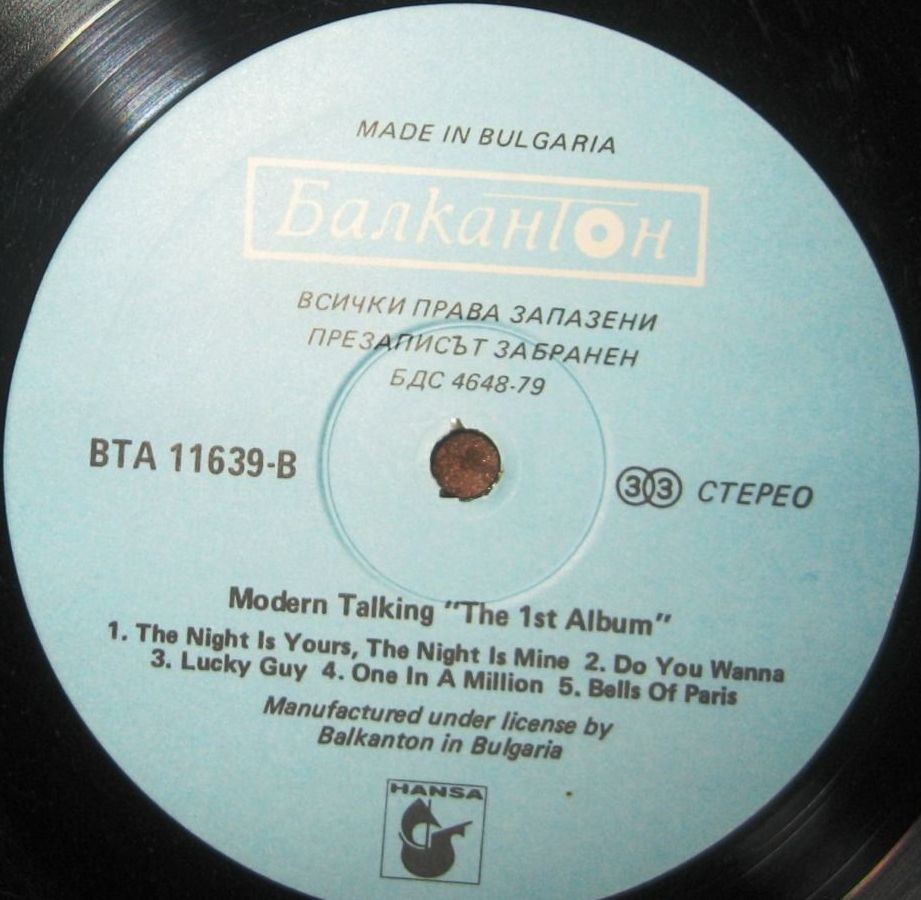 MADE IN BULGARIA
Балкантон
ВСИЧКИ ПРАВА ЗАПАЗЕНИ
ПРЕЗАПИСЪТ ЗАБРАНЕН
БДС 4648-79
ВТА 11639-В
33 СТЕРЕО
Modern Talking "The 1st Album"
1. The Night Is Yours, The Night Is Mine 2. Do You Wanna
3. Lucky Guy 4. One In A Million 5. Bells Of Paris
Manufactured under license by
Balkanton in Bulgaria
HANSA